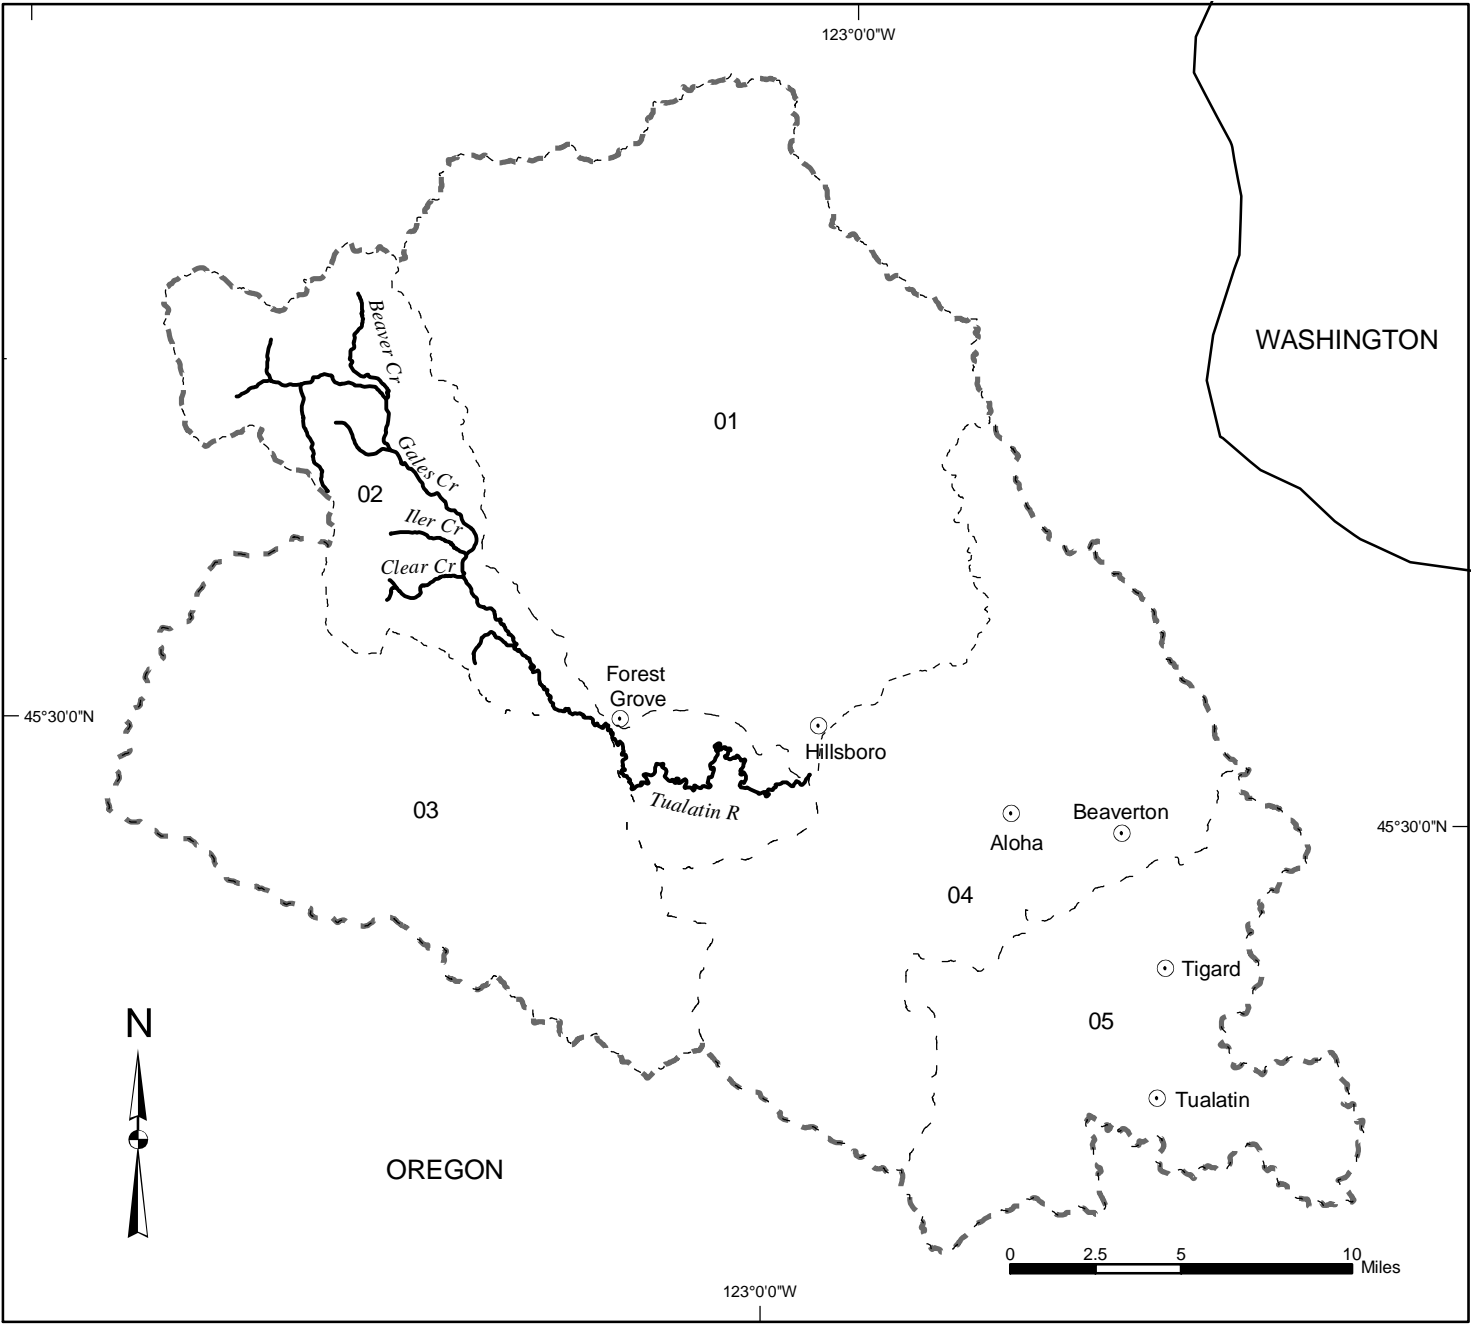 123°0'0"W
WASHINGTON
Beaver Cr
01
Gales Cr
02
Iler Cr
Clear Cr
Forest
Grove
45°30'0"N
Hillsboro
Tualatin R
03
Aloha
Beaverton
45°30'0"N
04
Tigard
05
N
Tualatin
OREGON
0 2.5 5 10
Miles
123°0'0"W